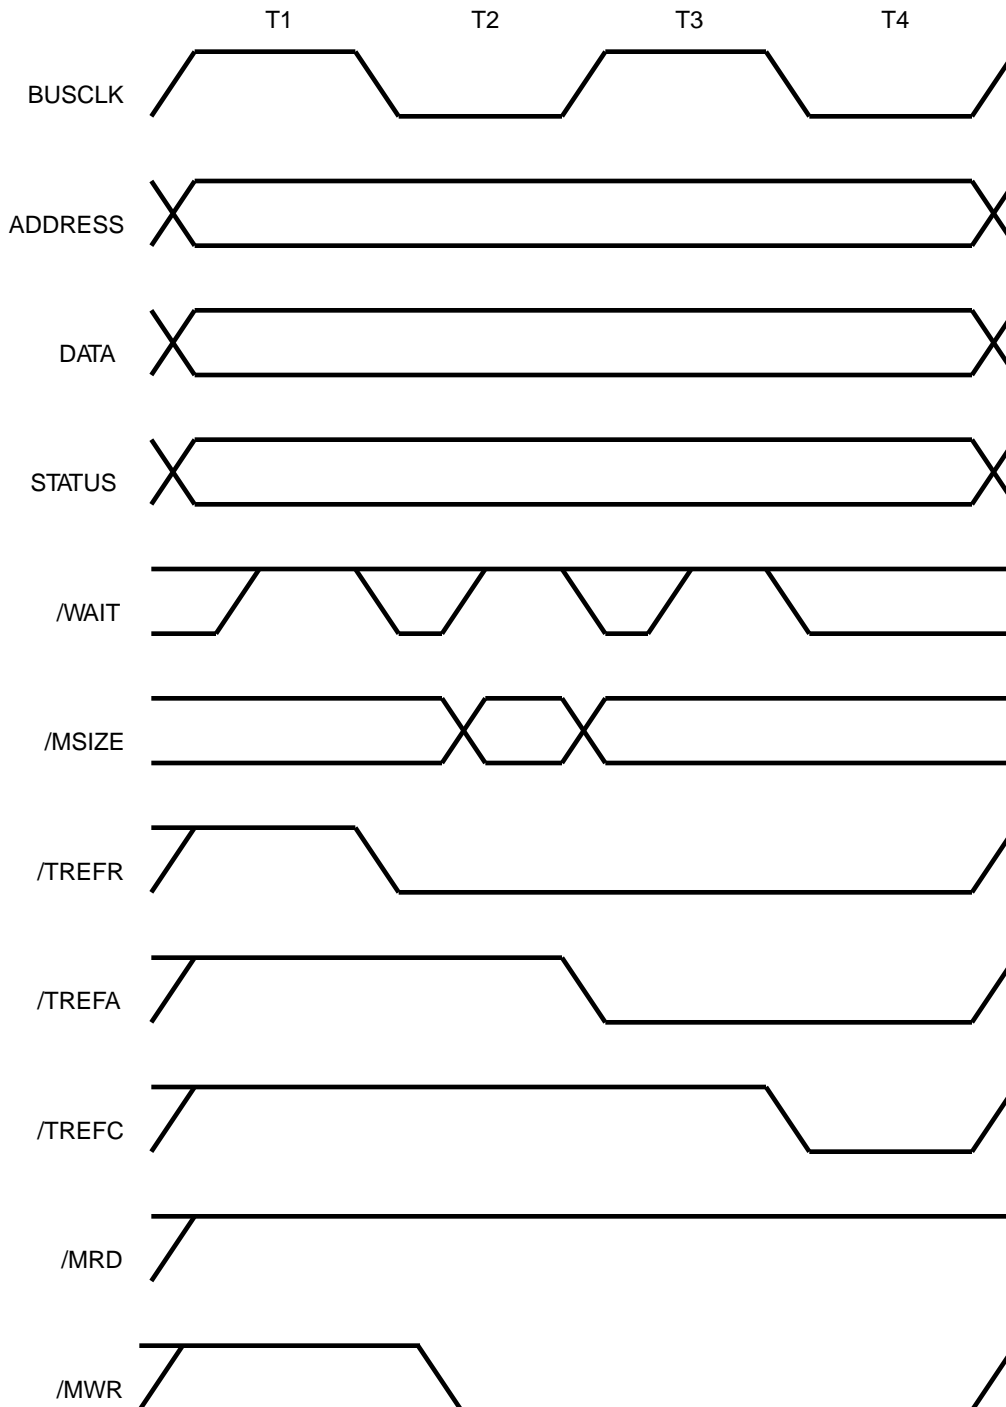 T1 T2 T3 T4
BUSCLK
ADDRESS
DATA
STATUS
/WAIT
/MSIZE
/TREFR
/TREFA
/TREFC
/MRD
/MWR